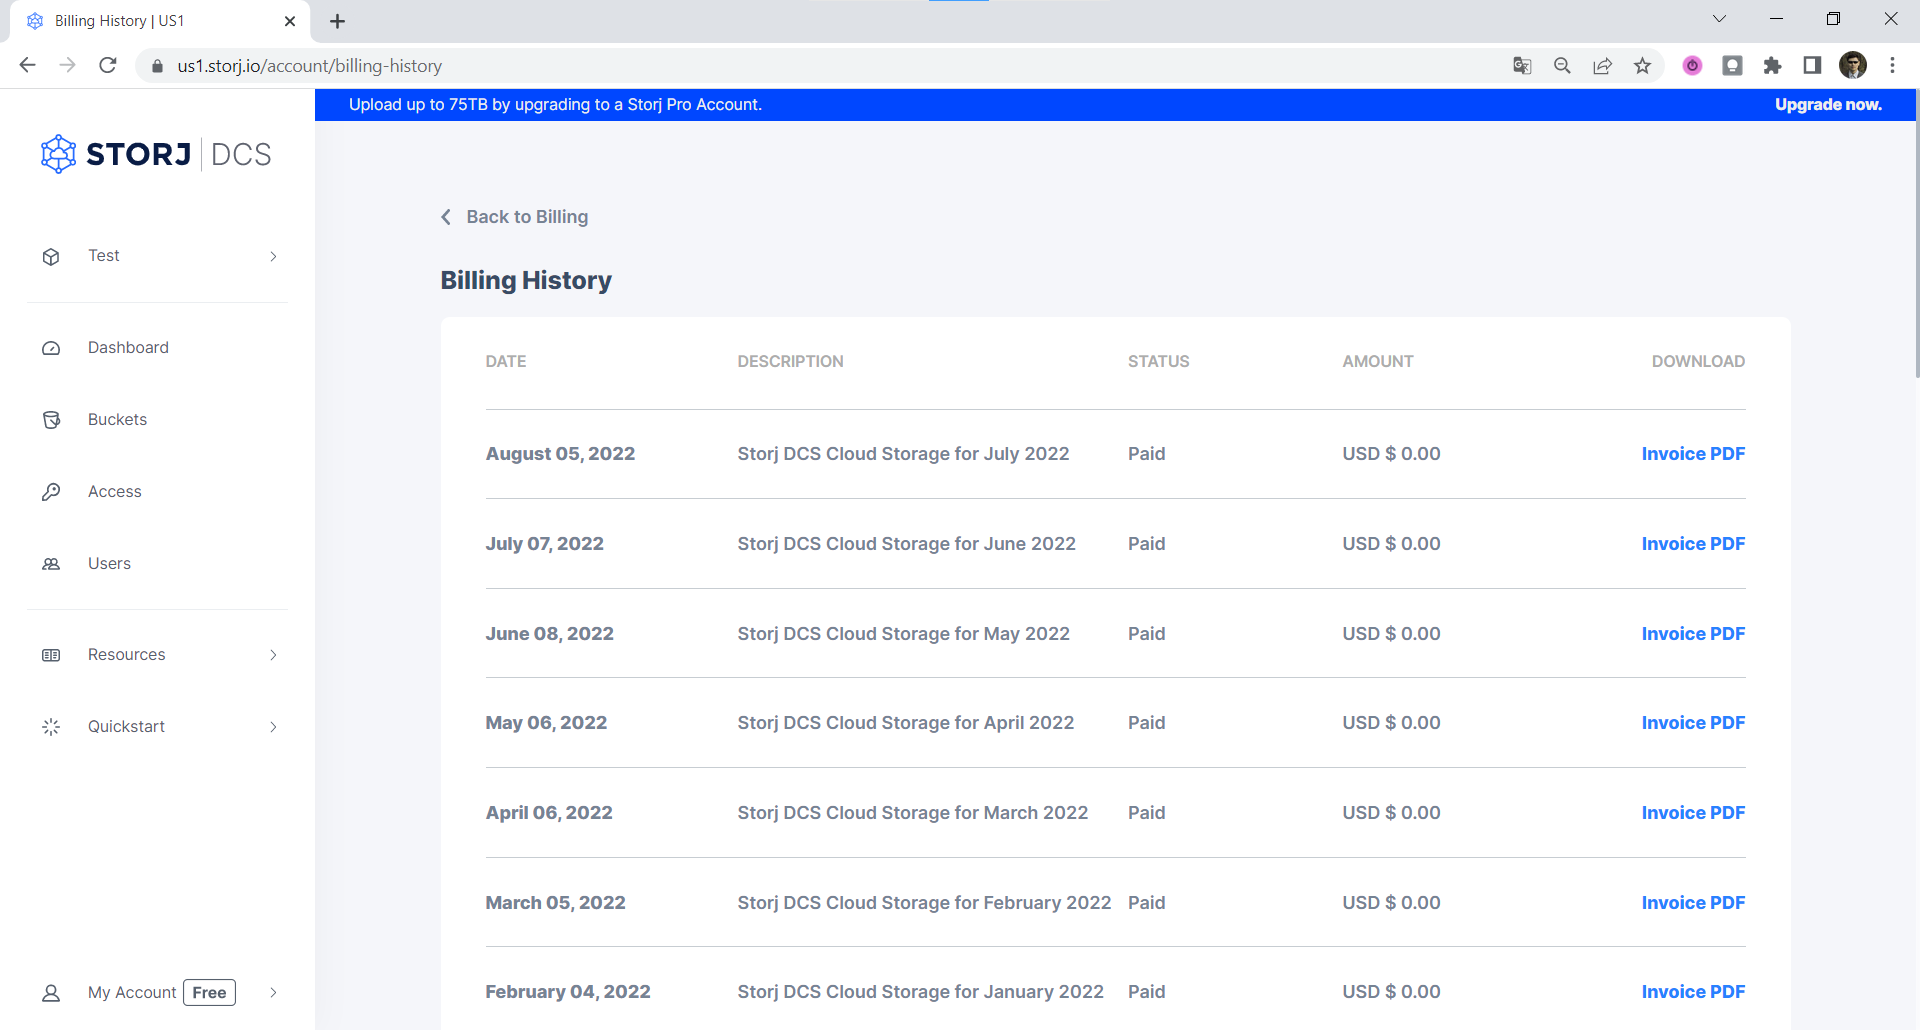 Billing History | US1
us1.storj.io/account/billing-history
Upload up to 75TB by upgrading to a Storj Pro Account.
Upgrade now.
STORJ DCS
Test
Dashboard
Buckets
Access
Users
Resources
Quickstart
My Account Free
Back to Billing
Billing History
DATE DESCRIPTION STATUS AMOUNT DOWNLOAD
August 05, 2022 Storj DCS Cloud Storage for July 2022 Paid USD $ 0.00 Invoice PDF
July 07, 2022 Storj DCS Cloud Storage for June 2022 Paid USD $ 0.00 Invoice PDF
June 08, 2022 Storj DCS Cloud Storage for May 2022 Paid USD $ 0.00 Invoice PDF
May 06, 2022 Storj DCS Cloud Storage for April 2022 Paid USD $ 0.00 Invoice PDF
April 06, 2022 Storj DCS Cloud Storage for March 2022 Paid USD $ 0.00 Invoice PDF
March 05, 2022 Storj DCS Cloud Storage for February 2022 Paid USD $ 0.00 Invoice PDF
February 04, 2022 Storj DCS Cloud Storage for January 2022 Paid USD $ 0.00 Invoice PDF